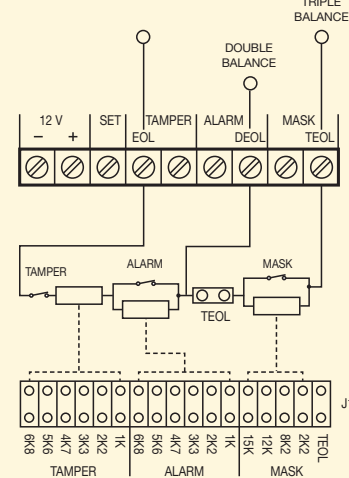 TRIPLE
BALANCE
DOUBLE
BALANCE
12 V SET TAMPER ALARM MASK
− + EOL DEOL TEOL
TAMPER ALARM MASK
TEOL
6K8 5K6 4K7 3K3 2K2 1K 6K8 5K6 4K7 3K3 2K2 1K 15K 12K 8K2 2K2 TEOL
TAMPER ALARM MASK